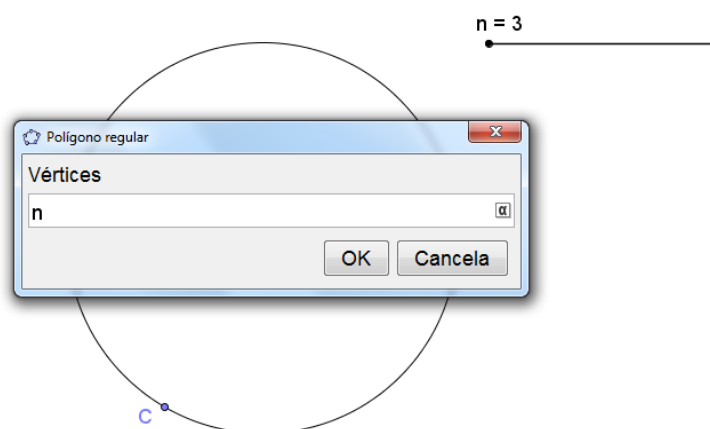 n = 3
Polígono regular
Vértices
n
α
OK Cancela
C